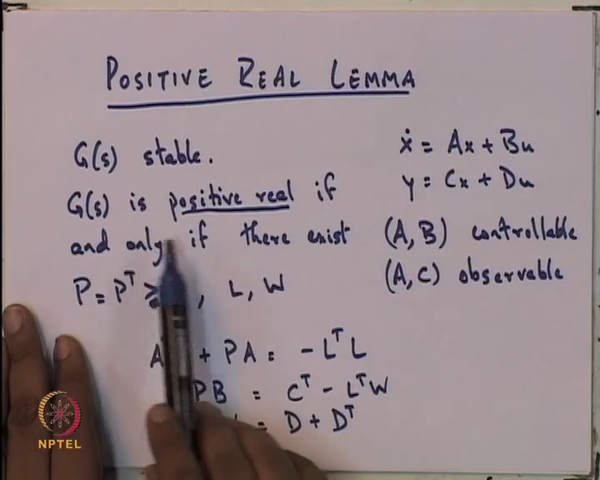 POSITIVE REAL LEMMA
G(s) stable.
G(s) is positive real if
and only if there exist
P = Pᵀ ≥ , L, W
ẋ = Ax + Bu
y = Cx + Du
(A, B) controllable
(A, C) observable
A + PA = - LᵀL
PB = Cᵀ - LᵀW
= D + Dᵀ
NPTEL